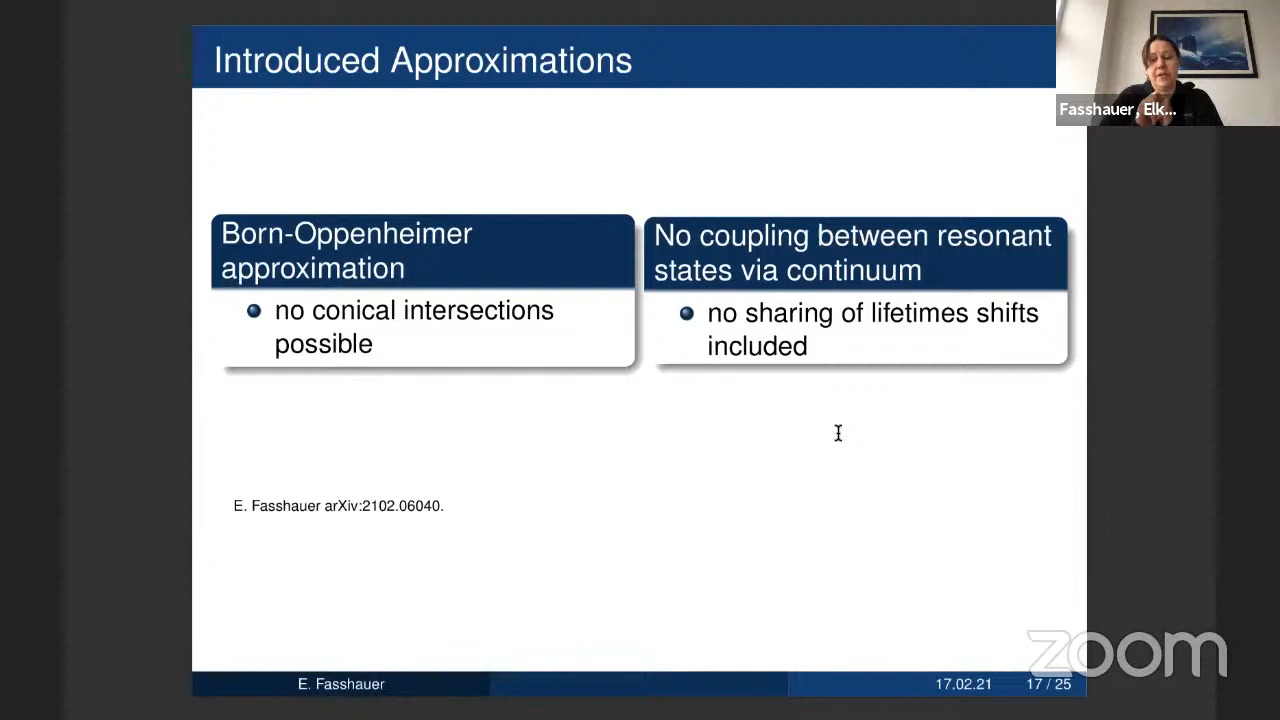 Introduced Approximations
Fasshauer, Elk...
Born-Oppenheimer
approximation
no conical intersections
possible
No coupling between resonant
states via continuum
no sharing of lifetimes shifts
included
E. Fasshauer arXiv:2102.06040.
zoom
E. Fasshauer
17.02.21
17 / 25